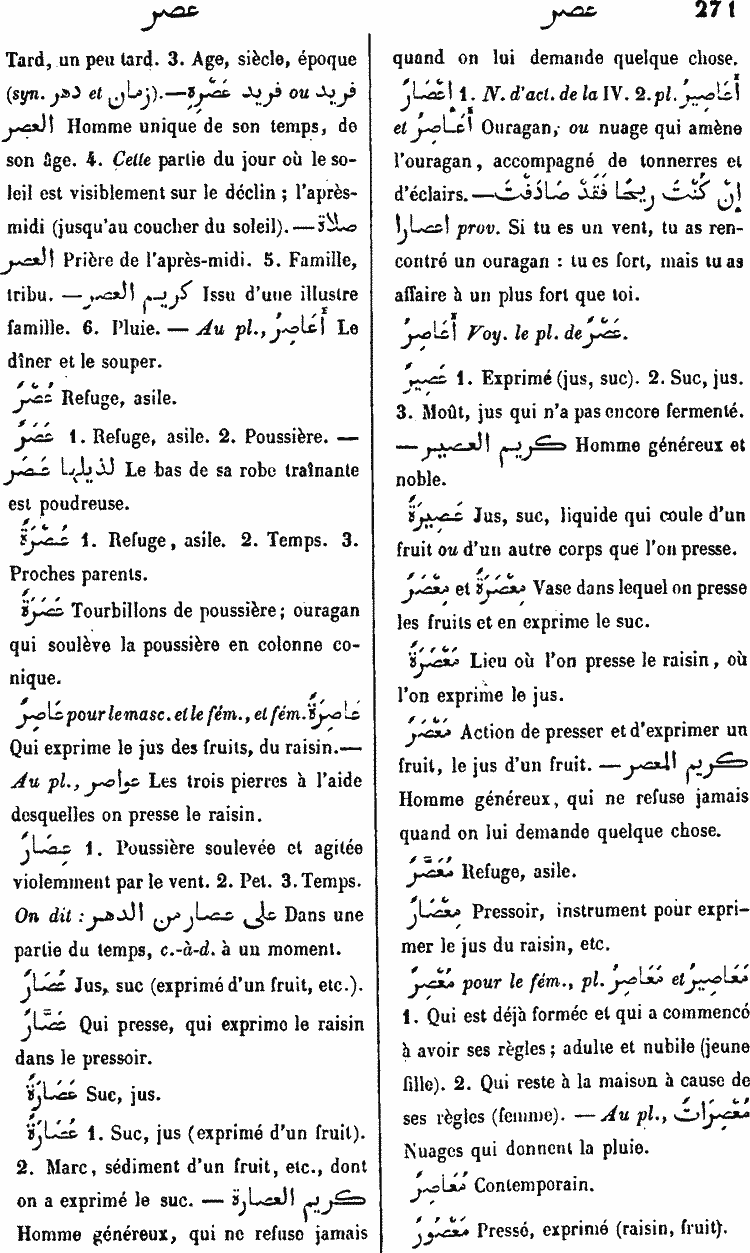 عصر
عصر 271
Tard, un peu tard. 3. Age, siècle, époque
(syn. دهر et زمان).—فريد عَصْرِهِ ou فريد
العصر Homme unique de son temps, de
son âge. 4. Cette partie du jour où le so-
leil est visiblement sur le déclin; l'après-
midi (jusqu'au coucher du soleil).—صلاة
العصر Prière de l'après-midi. 5. Famille,
tribu. — كريم العصر Issu d'une illustre
famille. 6. Pluie. — Au pl., أَعَاصِرُ Le
dîner et le souper.
عُصْرٌ Refuge, asile.
عَصَرٌ 1. Refuge, asile. 2. Poussière. —
لذيلها عَصَر Le bas de sa robe traînante
est poudreuse.
عُصْرَةٌ 1. Refuge, asile. 2. Temps. 3.
Proches parents.
عَصَرَةٌ Tourbillons de poussière; ouragan
qui soulève la poussière en colonne co-
nique.
عَاصِرٌ pour le masc. et le fém., et fém. عَاصِرَةٌ
Qui exprime le jus des fruits, du raisin.—
Au pl., عواصر Les trois pierres à l'aide
desquelles on presse le raisin.
عِصَارٌ 1. Poussière soulevée et agitée
violemment par le vent. 2. Pet. 3. Temps.
On dit : على عصار من الدهر Dans une
partie du temps, c.-à-d. à un moment.
عُصَارٌ Jus, suc (exprimé d'un fruit, etc.).
عَصَّارٌ Qui presse, qui exprime le raisin
dans le pressoir.
عَصَارَةٌ Suc, jus.
عُصَارَةٌ 1. Suc, jus (exprimé d'un fruit).
2. Marc, sédiment d'un fruit, etc., dont
on a exprimé le suc. — كريم العصارة
Homme généreux, qui ne refuse jamais
quand on lui demande quelque chose.
إِعْصَارٌ 1. N. d'act. de la IV. 2. pl. أَعَاصِيرُ
et أَعَاصِرُ Ouragan, ou nuage qui amène
l'ouragan, accompagné de tonnerres et
d'éclairs.—إِنْ كُنْتَ رِيحًا فَقَدْ صَادَفْتَ
اعصارا prov. Si tu es un vent, tu as ren-
contré un ouragan : tu es fort, mais tu as
affaire à un plus fort que toi.
أَعَاصِرُ Voy. le pl. de عَصْرٌ.
عَصِيرٌ 1. Exprimé (jus, suc). 2. Suc, jus.
3. Moût, jus qui n'a pas encore fermenté.
— كريم العصير Homme généreux et
noble.
عَصِيرَةٌ Jus, suc, liquide qui coule d'un
fruit ou d'un autre corps que l'on presse.
مِعْصَرٌ et مِعْصَرَةٌ Vase dans lequel on presse
les fruits et en exprime le suc.
مَعْصَرَةٌ Lieu où l'on presse le raisin, où
l'on exprime le jus.
مَعْصَرٌ Action de presser et d'exprimer un
fruit, le jus d'un fruit. — كريم المعصر
Homme généreux, qui ne refuse jamais
quand on lui demande quelque chose.
مُعَصَّرٌ Refuge, asile.
مِعْصَارٌ Pressoir, instrument pour expri-
mer le jus du raisin, etc.
مُعْصِرٌ pour le fém., pl. مَعَاصِرُ et مَعَاصِيرُ
1. Qui est déjà formée et qui a commencé
à avoir ses règles; adulte et nubile (jeune
fille). 2. Qui reste à la maison à cause de
ses règles (femme). — Au pl., مُعْصِرَاتٌ
Nuages qui donnent la pluie.
مُعَاصِرٌ Contemporain.
مَعْصُورٌ Pressé, exprimé (raisin, fruit).